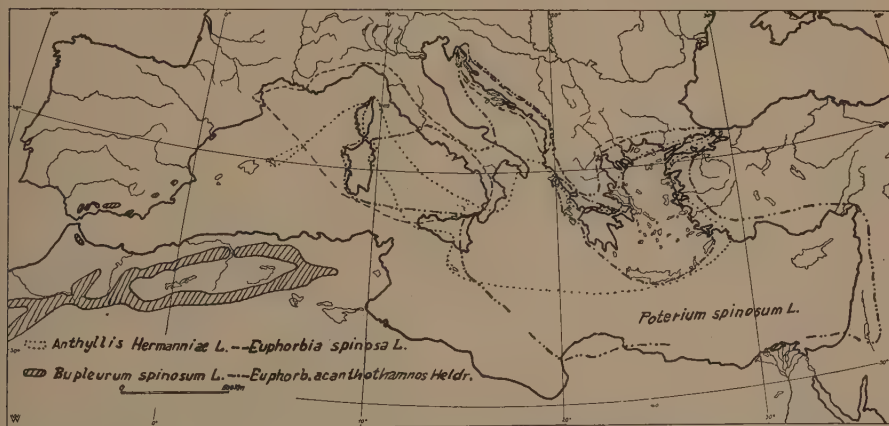 Poterium spinosum L.
Anthyllis Hermanniæ L. --- Euphorbia spinosa L.
Bupleurum spinosum L. -·-·- Euphorb. acanthothamnos Heldr.